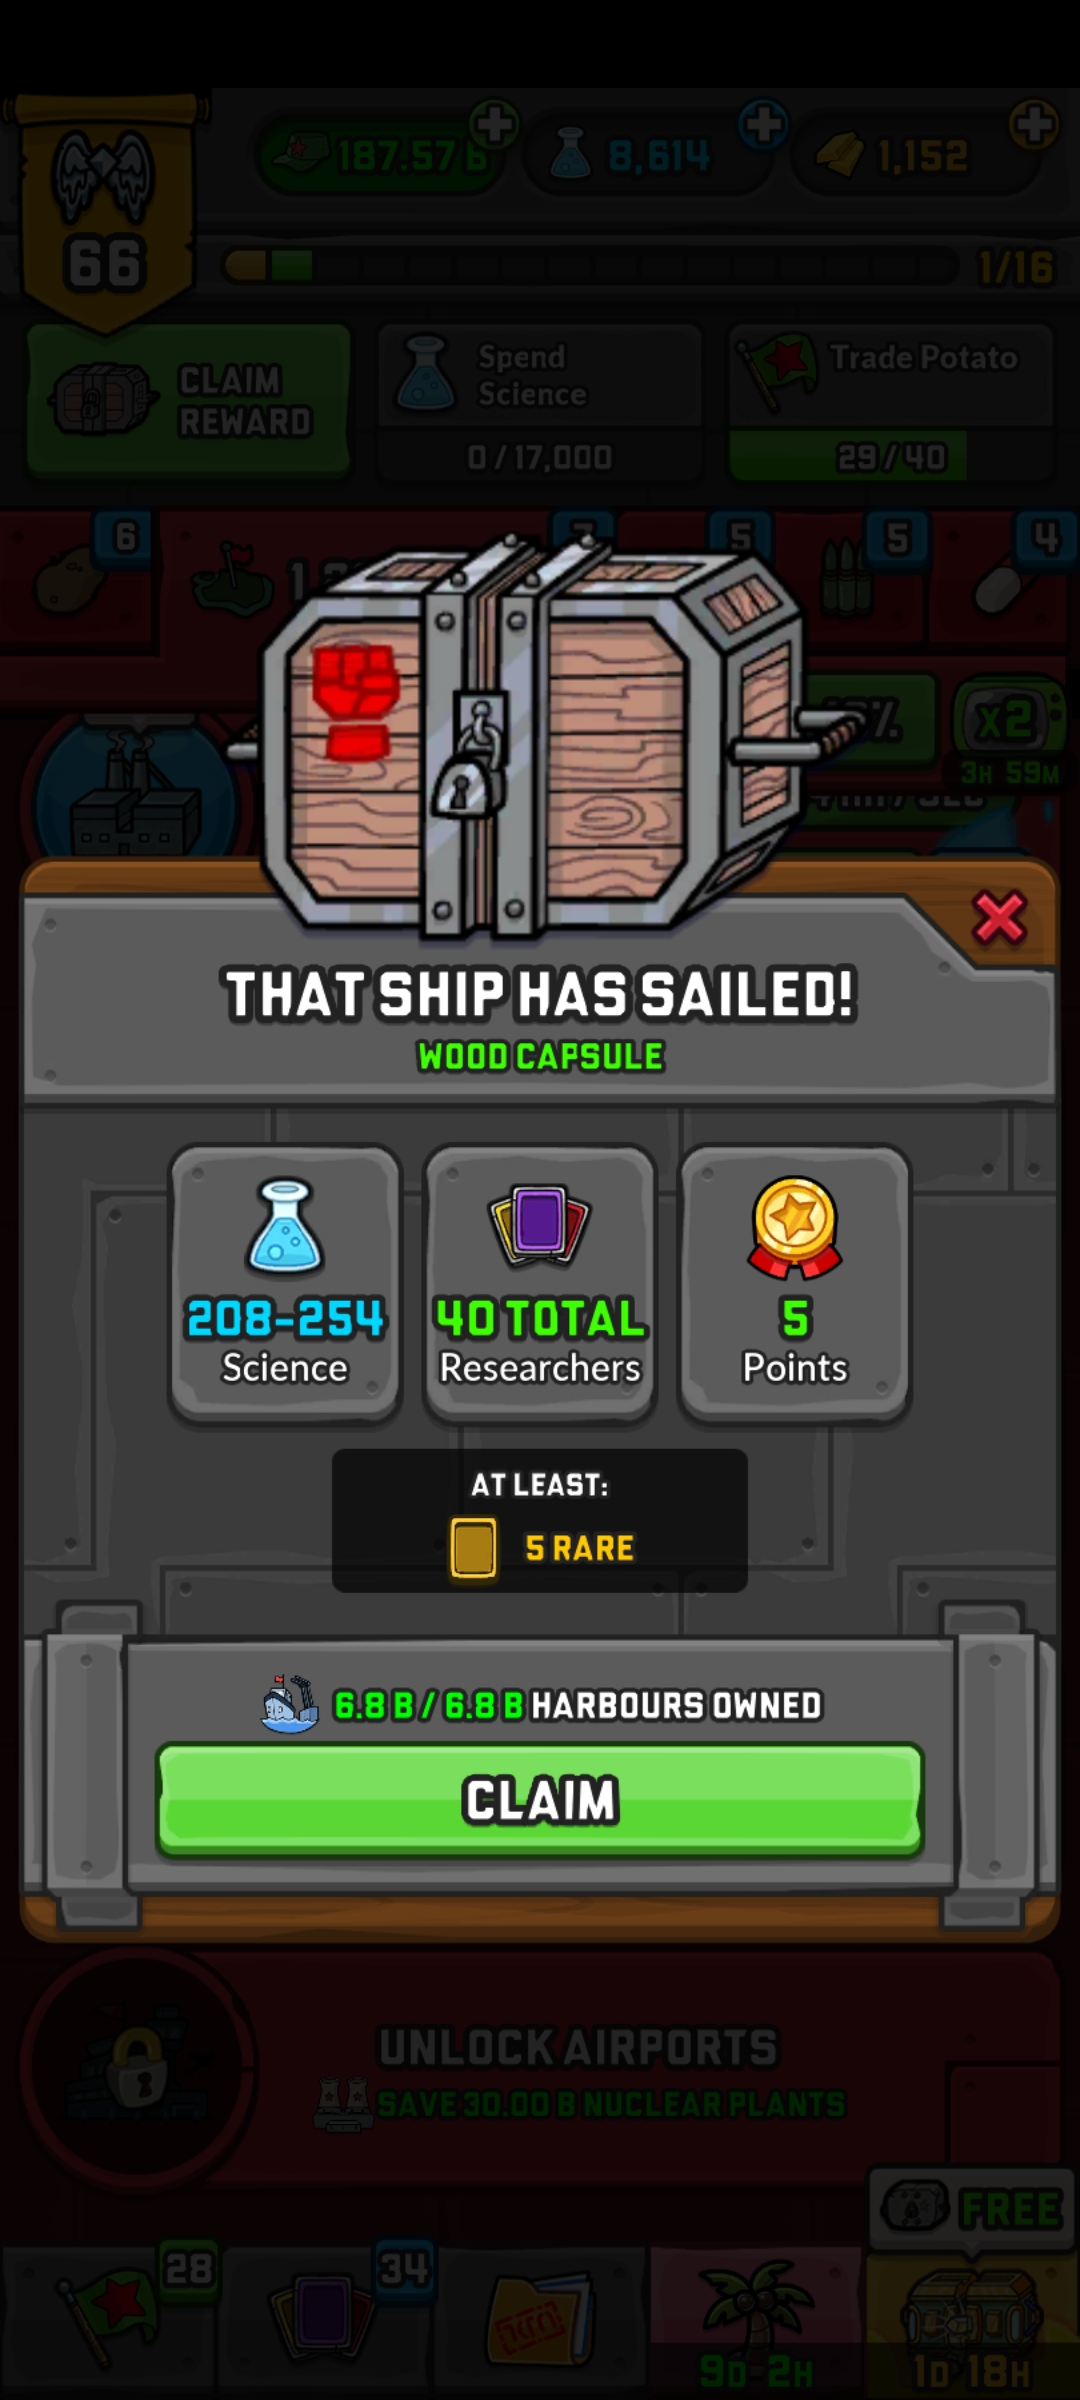 187.57 B
8,614
1,152
66
1/16
CLAIM
REWARD
Spend
Science
0 / 17,000
Trade Potato
29 / 40
6
7
5
5
4
x2
3H 59M
THAT SHIP HAS SAILED!
WOOD CAPSULE
208-254
Science
40 TOTAL
Researchers
5
Points
AT LEAST:
5 RARE
6.8 B / 6.8 B HARBOURS OWNED
CLAIM
UNLOCK AIRPORTS
SAVE 30.00 B NUCLEAR PLANTS
FREE
28
34
9D 2H
1D 18H